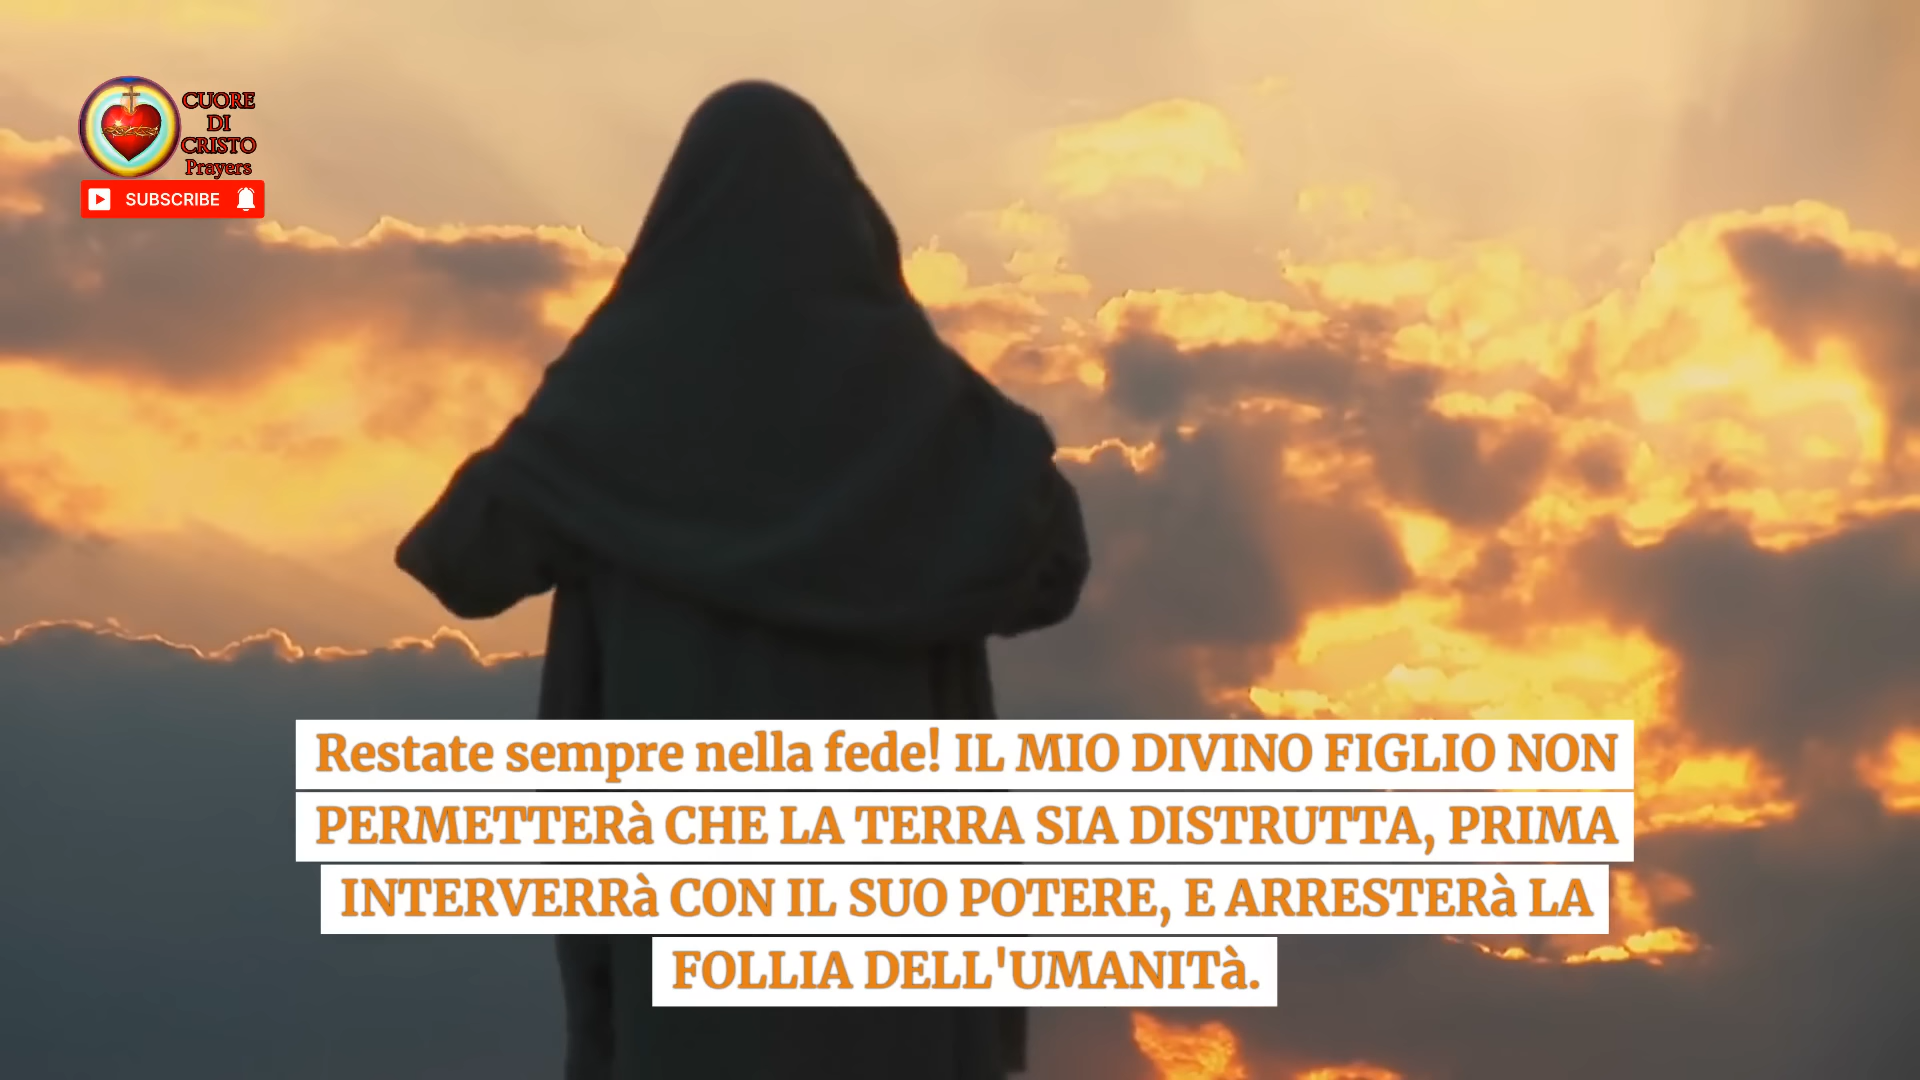 CUORE
DI
CRISTO
Prayers
SUBSCRIBE
Restate sempre nella fede! IL MIO DIVINO FIGLIO NON
PERMETTERà CHE LA TERRA SIA DISTRUTTA, PRIMA
INTERVERRà CON IL SUO POTERE, E ARRESTERà LA
FOLLIA DELL'UMANITà.